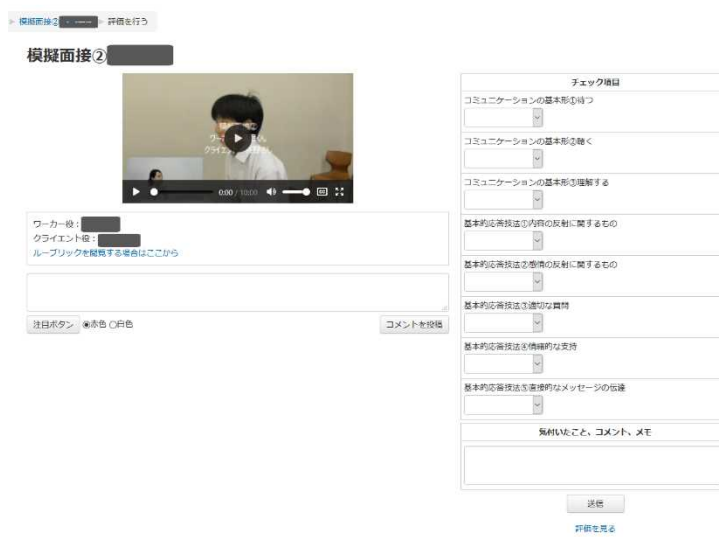 模擬面接②
評価を行う
模擬面接②
0:00 / 10:00
ワーカー役：
クライエント役：
ルーブリックを閲覧する場合はここから
注目ボタン ◉赤色 ○白色
コメントを投稿
チェック項目
コミュニケーションの基本形①待つ
コミュニケーションの基本形②聴く
コミュニケーションの基本形③理解する
基本的応答技法①内容の反射に関するもの
基本的応答技法②感情の反射に関するもの
基本的応答技法③適切な質問
基本的応答技法④情緒的な支持
基本的応答技法⑤直接的なメッセージの伝達
気付いたこと、コメント、メモ
送信
評価を見る